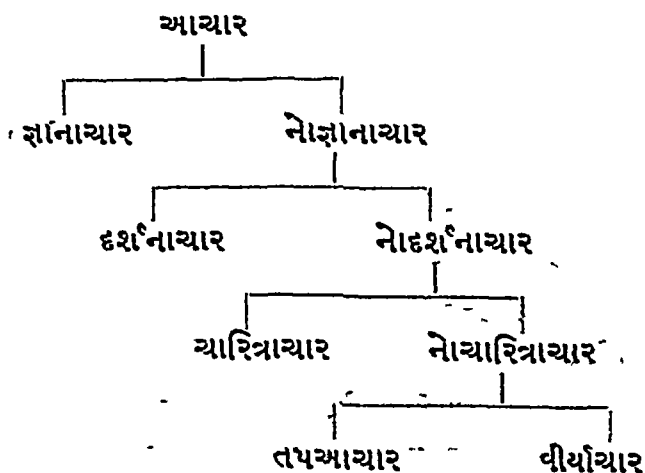 આચાર
જ્ઞાનાચાર નોજ્ઞાનાચાર
દર્શનાચાર નોદર્શનાચાર
ચારિત્રાચાર નોચારિત્રાચાર
તપઆચાર વીર્યાચાર